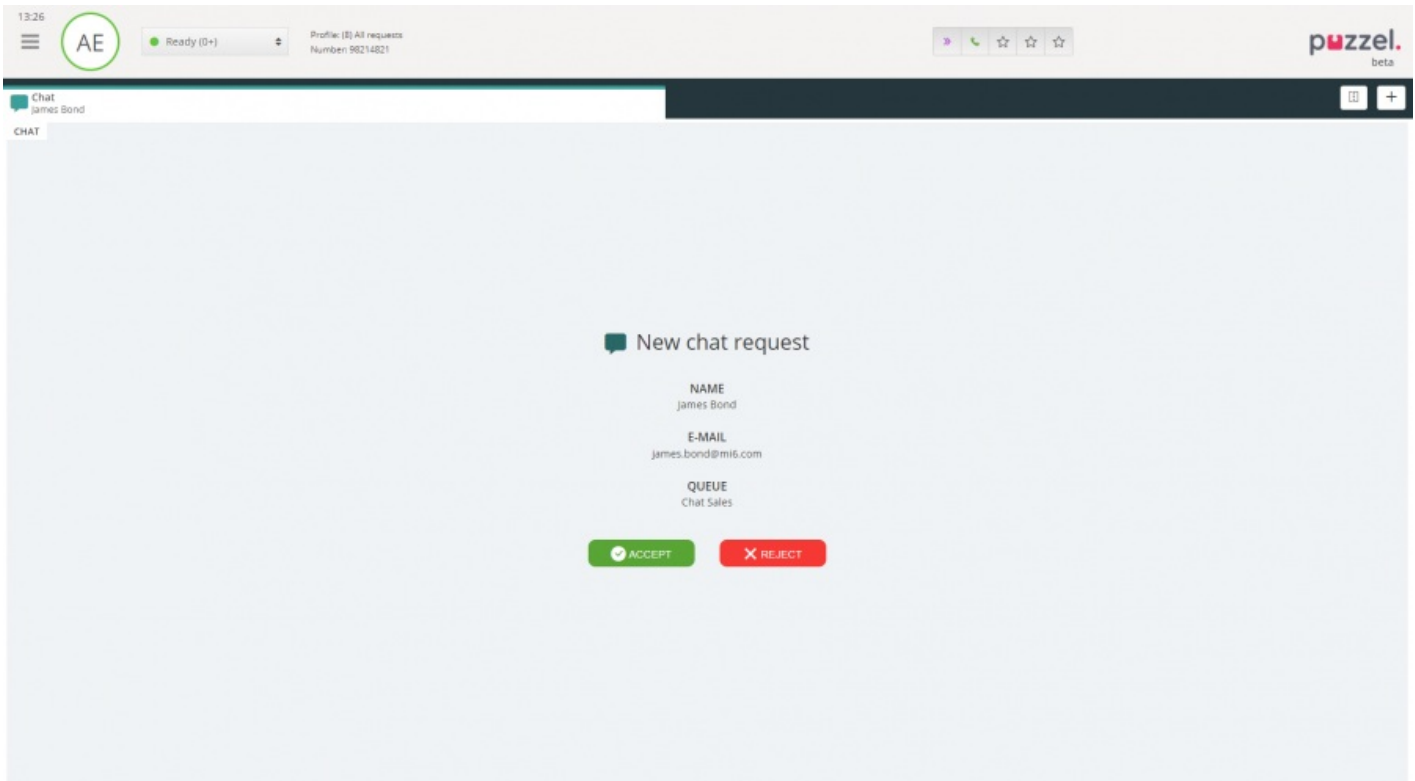 13:26
AE
Ready (0+)
Profile: (8) All requests
Number: 98214821
puzzel.
beta
Chat
James Bond
CHAT
New chat request
NAME
James Bond
E-MAIL
james.bond@mi6.com
QUEUE
Chat Sales
ACCEPT
REJECT